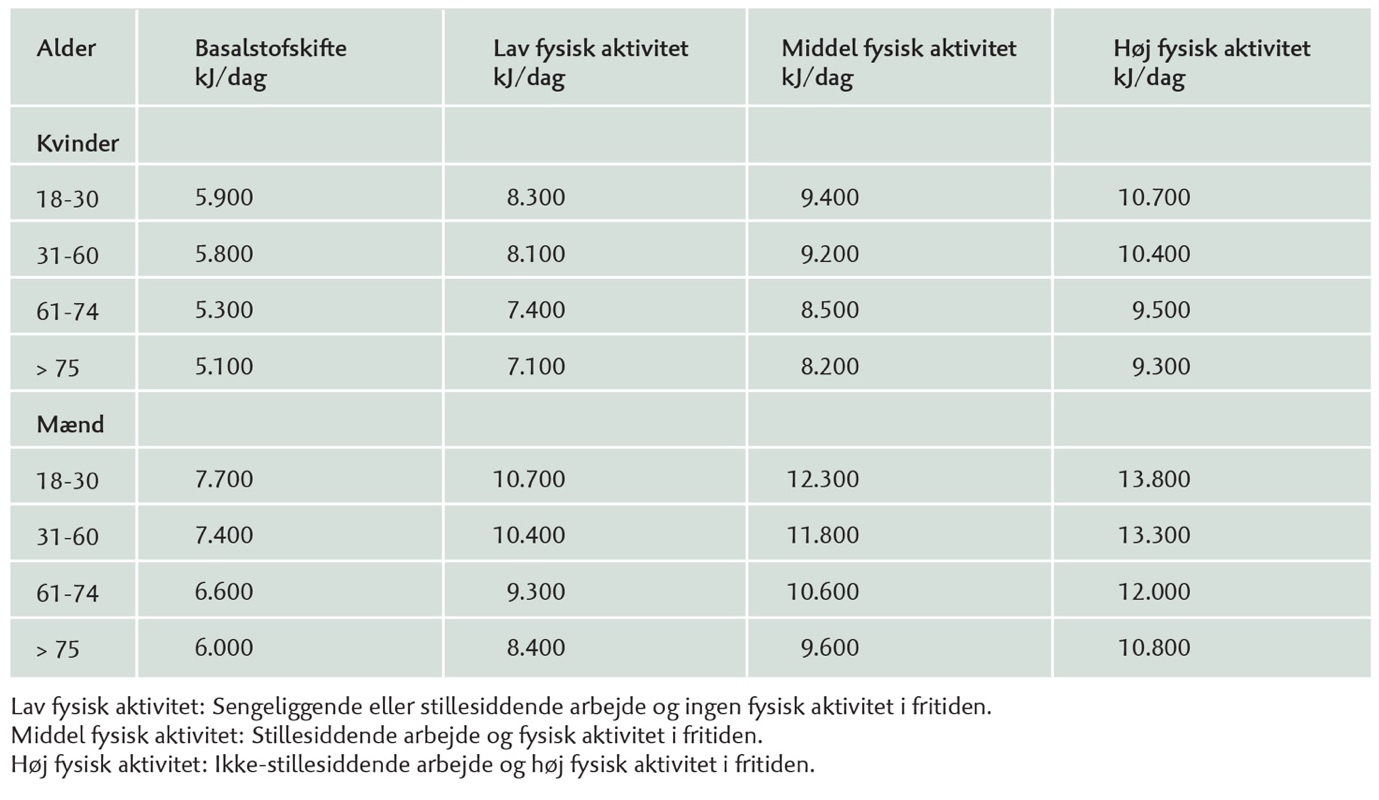 Alder Basalstofskifte kJ/dag Lav fysisk aktivitet kJ/dag Middel fysisk aktivitet kJ/dag Høj fysisk aktivitet kJ/dag
Kvinder
18-30 5.900 8.300 9.400 10.700
31-60 5.800 8.100 9.200 10.400
61-74 5.300 7.400 8.500 9.500
> 75 5.100 7.100 8.200 9.300
Mænd
18-30 7.700 10.700 12.300 13.800
31-60 7.400 10.400 11.800 13.300
61-74 6.600 9.300 10.600 12.000
> 75 6.000 8.400 9.600 10.800
Lav fysisk aktivitet: Sengeliggende eller stillesiddende arbejde og ingen fysisk aktivitet i fritiden.
Middel fysisk aktivitet: Stillesiddende arbejde og fysisk aktivitet i fritiden.
Høj fysisk aktivitet: Ikke-stillesiddende arbejde og høj fysisk aktivitet i fritiden.